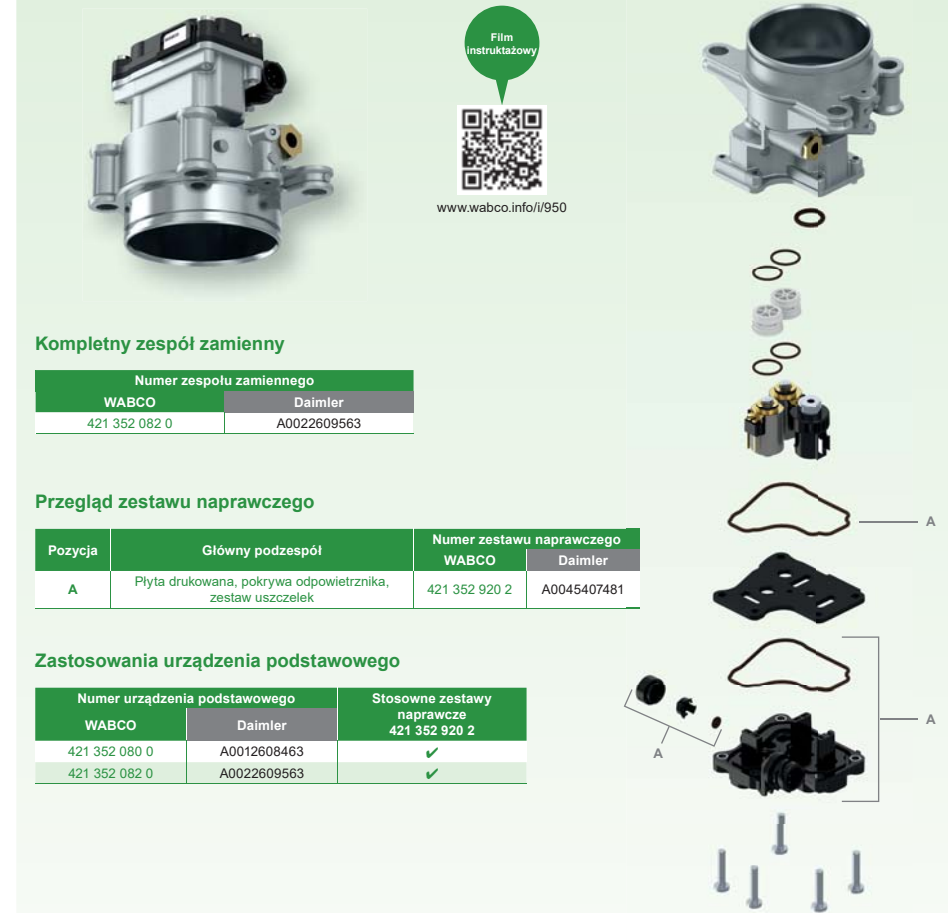 Film
instruktażowy
www.wabco.info/i/950
Kompletny zespół zamienny
Numer zespołu zamiennego
WABCO Daimler
421 352 082 0 A0022609563
Przegląd zestawu naprawczego
Pozycja Główny podzespół Numer zestawu naprawczego
WABCO Daimler
A Płyta drukowana, pokrywa odpowietrznika,
zestaw uszczelek 421 352 920 2 A0045407481
Zastosowania urządzenia podstawowego
Numer urządzenia podstawowego Stosowne zestawy
naprawcze
421 352 920 2
WABCO Daimler
421 352 080 0 A0012608463 ✔
421 352 082 0 A0022609563 ✔
A
A
A